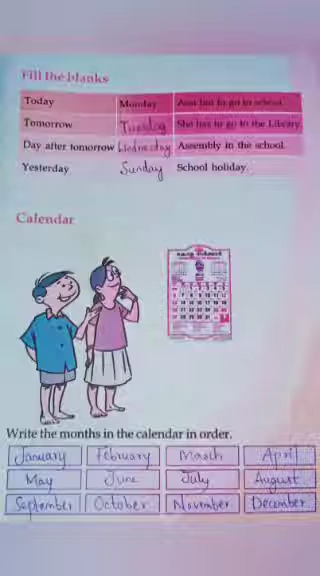 Fill the blanks
Today Monday Anu has to go to school.
Tomorrow Tuesday She has to go to the Library.
Day after tomorrow Wednesday Assembly in the school.
Yesterday Sunday School holiday.
Calendar
Write the months in the calendar in order.
January February March April
May June July August
September October November December